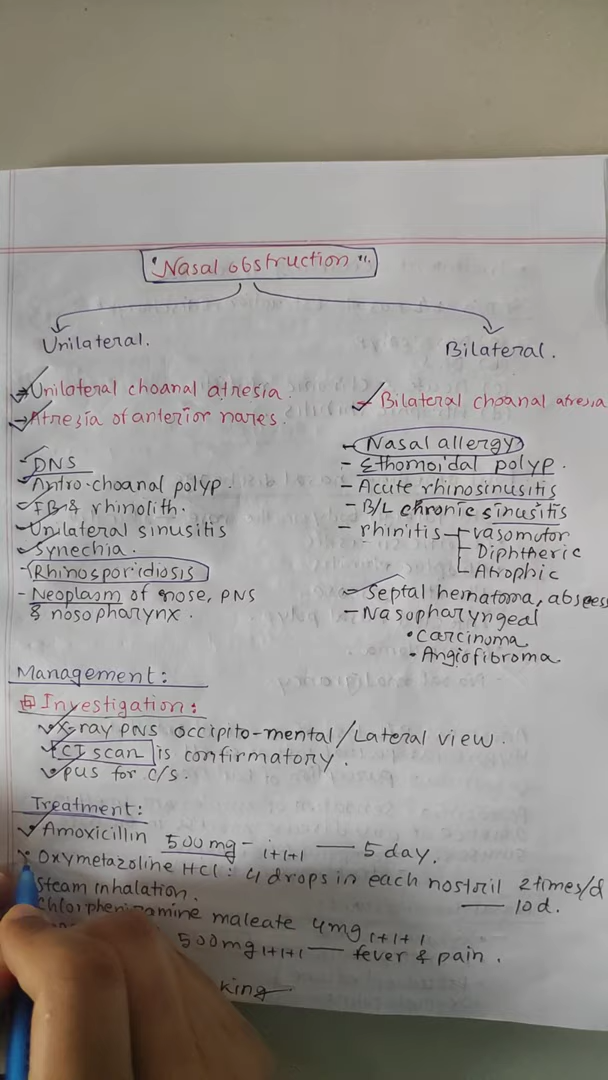 "Nasal obstruction".
Unilateral.
Unilateral choanal atresia.
Atresia of anterior nares.
DNS
Antro-choanal polyp.
FB & rhinolith.
Unilateral sinusitis
Synechia.
Rhinosporidiosis
Neoplasm of nose, PNS
& nosopharynx.
Bilateral.
Bilateral choanal atresia
Nasal allergy
- Ethomoidal polyp.
- Acute rhinosinusitis
- B/L chronic sinusitis
- rhinitis - vasomotor
- Diphtheric
- Atrophic
- Septal hematoma, abscess
- Nasopharyngeal
• Carcinoma
- Angiofibroma
Management:
Investigation:
X-ray PNS occipito-mental/Lateral view.
CT scan is confirmatory.
pus for c/s.
Treatment:
Amoxicillin 500mg - 1+1+1 — 5 day.
Oxymetazoline HCl: 4 drops in each nostril 2 times/d
— 10d.
Steam inhalation.
maleate 4mg 1+1+1
500mg 1+1+1 — fever & pain.
king